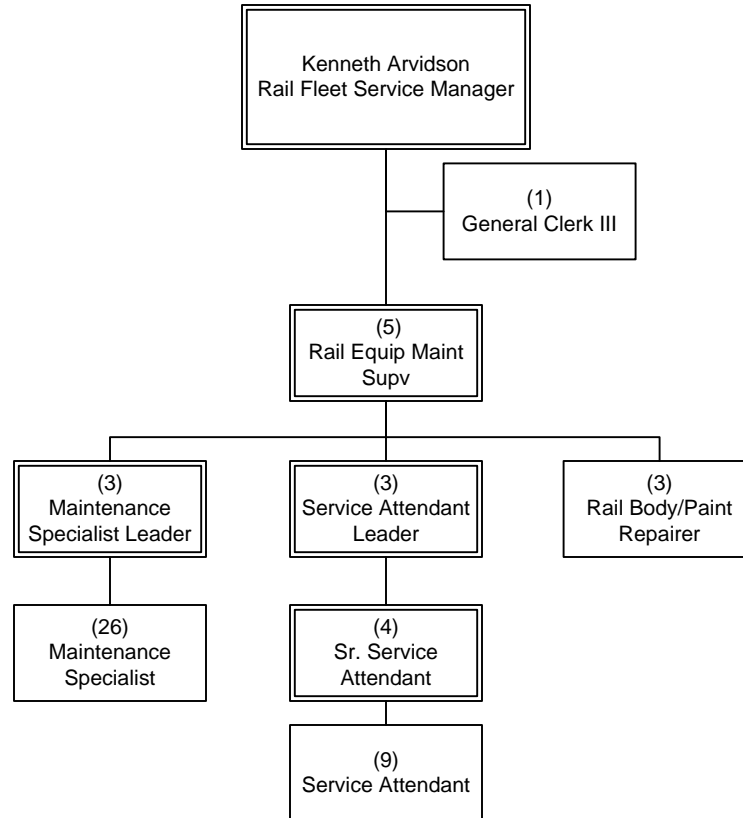 Kenneth Arvidson
Rail Fleet Service Manager
(1)
General Clerk III
(5)
Rail Equip Maint
Supv
(3)
Maintenance
Specialist Leader
(3)
Service Attendant
Leader
(3)
Rail Body/Paint
Repairer
(26)
Maintenance
Specialist
(4)
Sr. Service
Attendant
(9)
Service Attendant